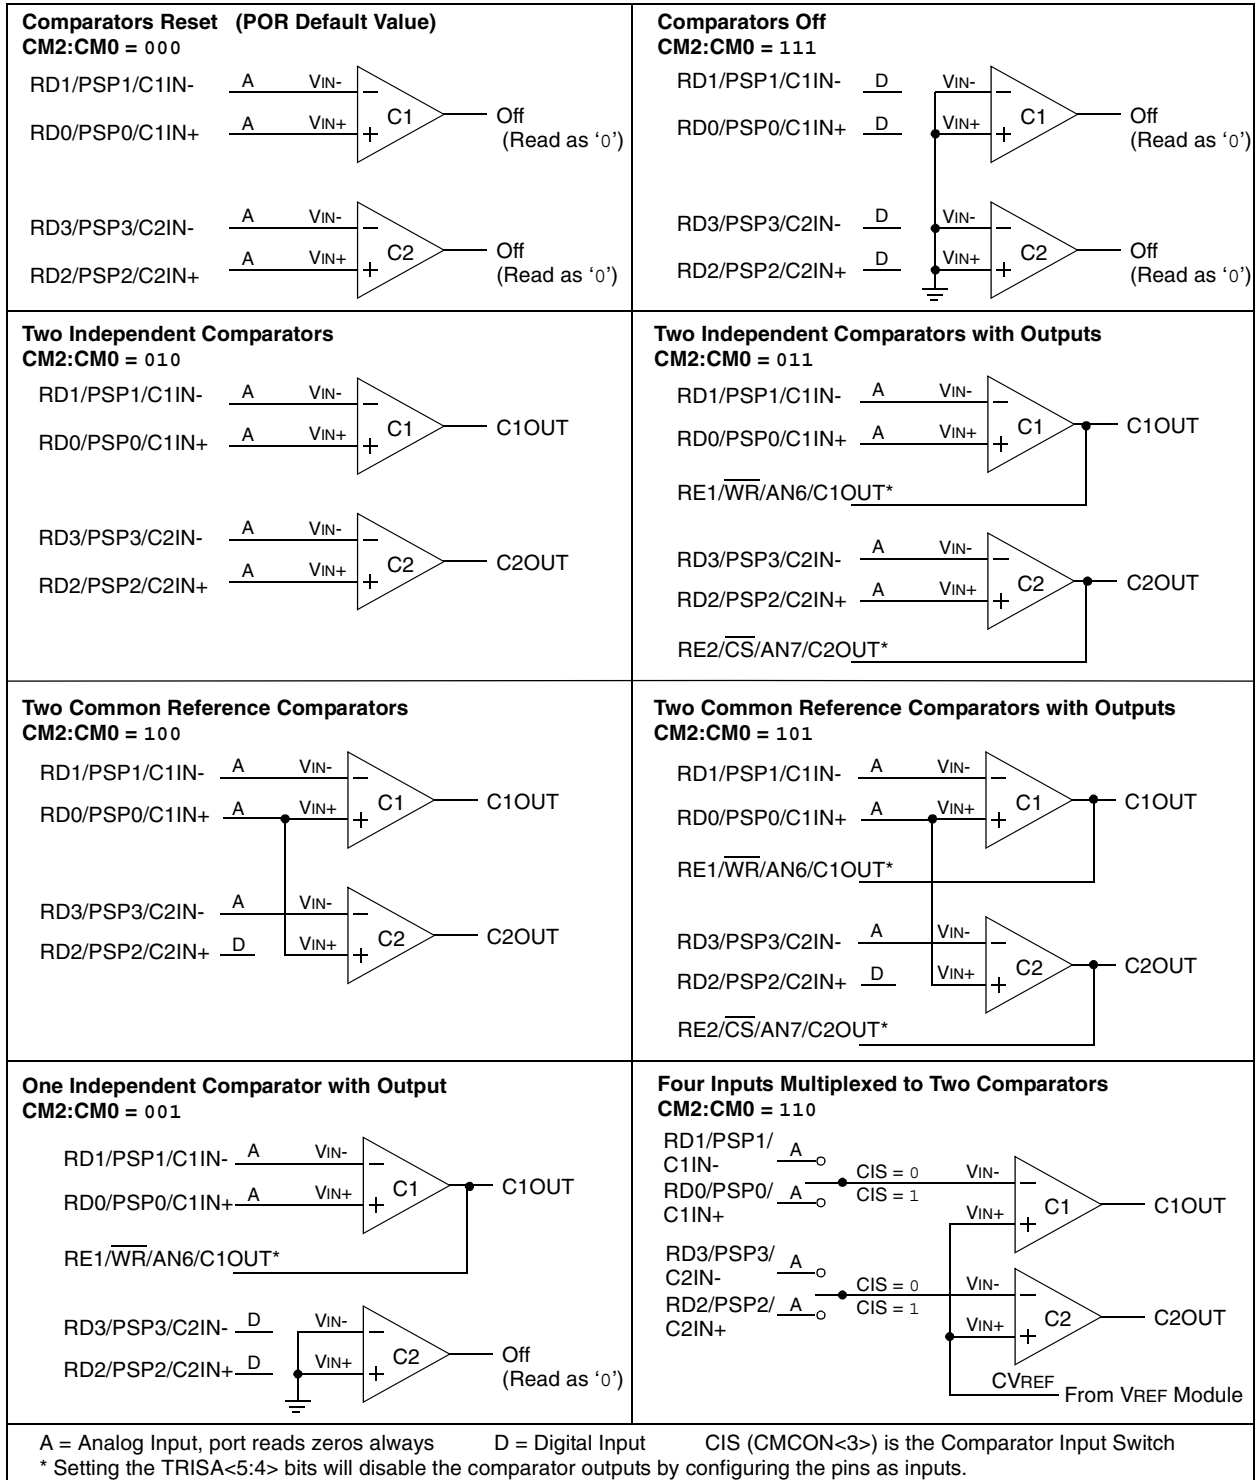 Comparators Reset (POR Default Value)
CM2:CM0 = 000
RD1/PSP1/C1IN- A VIN-
RD0/PSP0/C1IN+ A VIN+
− + C1
Off
(Read as ‘0’)
RD3/PSP3/C2IN- A VIN-
RD2/PSP2/C2IN+ A VIN+
− + C2
Off
(Read as ‘0’)
Comparators Off
CM2:CM0 = 111
RD1/PSP1/C1IN- D VIN-
RD0/PSP0/C1IN+ D VIN+
− + C1
Off
(Read as ‘0’)
RD3/PSP3/C2IN- D VIN-
RD2/PSP2/C2IN+ D VIN+
− + C2
Off
(Read as ‘0’)
Two Independent Comparators
CM2:CM0 = 010
RD1/PSP1/C1IN- A VIN-
RD0/PSP0/C1IN+ A VIN+
− + C1
C1OUT
RD3/PSP3/C2IN- A VIN-
RD2/PSP2/C2IN+ A VIN+
− + C2
C2OUT
Two Independent Comparators with Outputs
CM2:CM0 = 011
RD1/PSP1/C1IN- A VIN-
RD0/PSP0/C1IN+ A VIN+
− + C1
C1OUT
RE1/W̅R̅/AN6/C1OUT*
RD3/PSP3/C2IN- A VIN-
RD2/PSP2/C2IN+ A VIN+
− + C2
C2OUT
RE2/C̅S̅/AN7/C2OUT*
Two Common Reference Comparators
CM2:CM0 = 100
RD1/PSP1/C1IN- A VIN-
RD0/PSP0/C1IN+ A VIN+
− + C1
C1OUT
RD3/PSP3/C2IN- A VIN-
RD2/PSP2/C2IN+ D VIN+
− + C2
C2OUT
Two Common Reference Comparators with Outputs
CM2:CM0 = 101
RD1/PSP1/C1IN- A VIN-
RD0/PSP0/C1IN+ A VIN+
− + C1
C1OUT
RE1/W̅R̅/AN6/C1OUT*
RD3/PSP3/C2IN- A VIN-
RD2/PSP2/C2IN+ D VIN+
− + C2
C2OUT
RE2/C̅S̅/AN7/C2OUT*
One Independent Comparator with Output
CM2:CM0 = 001
RD1/PSP1/C1IN- A VIN-
RD0/PSP0/C1IN+ A VIN+
− + C1
C1OUT
RE1/W̅R̅/AN6/C1OUT*
RD3/PSP3/C2IN- D VIN-
RD2/PSP2/C2IN+ D VIN+
− + C2
Off
(Read as ‘0’)
Four Inputs Multiplexed to Two Comparators
CM2:CM0 = 110
RD1/PSP1/
C1IN- A
RD0/PSP0/
C1IN+ A
CIS = 0
CIS = 1
VIN-
VIN+
− + C1
C1OUT
RD3/PSP3/
C2IN- A
RD2/PSP2/
C2IN+ A
CIS = 0
CIS = 1
VIN-
VIN+
− + C2
C2OUT
CVREF
From VREF Module
A = Analog Input, port reads zeros always D = Digital Input CIS (CMCON<3>) is the Comparator Input Switch
* Setting the TRISA<5:4> bits will disable the comparator outputs by configuring the pins as inputs.